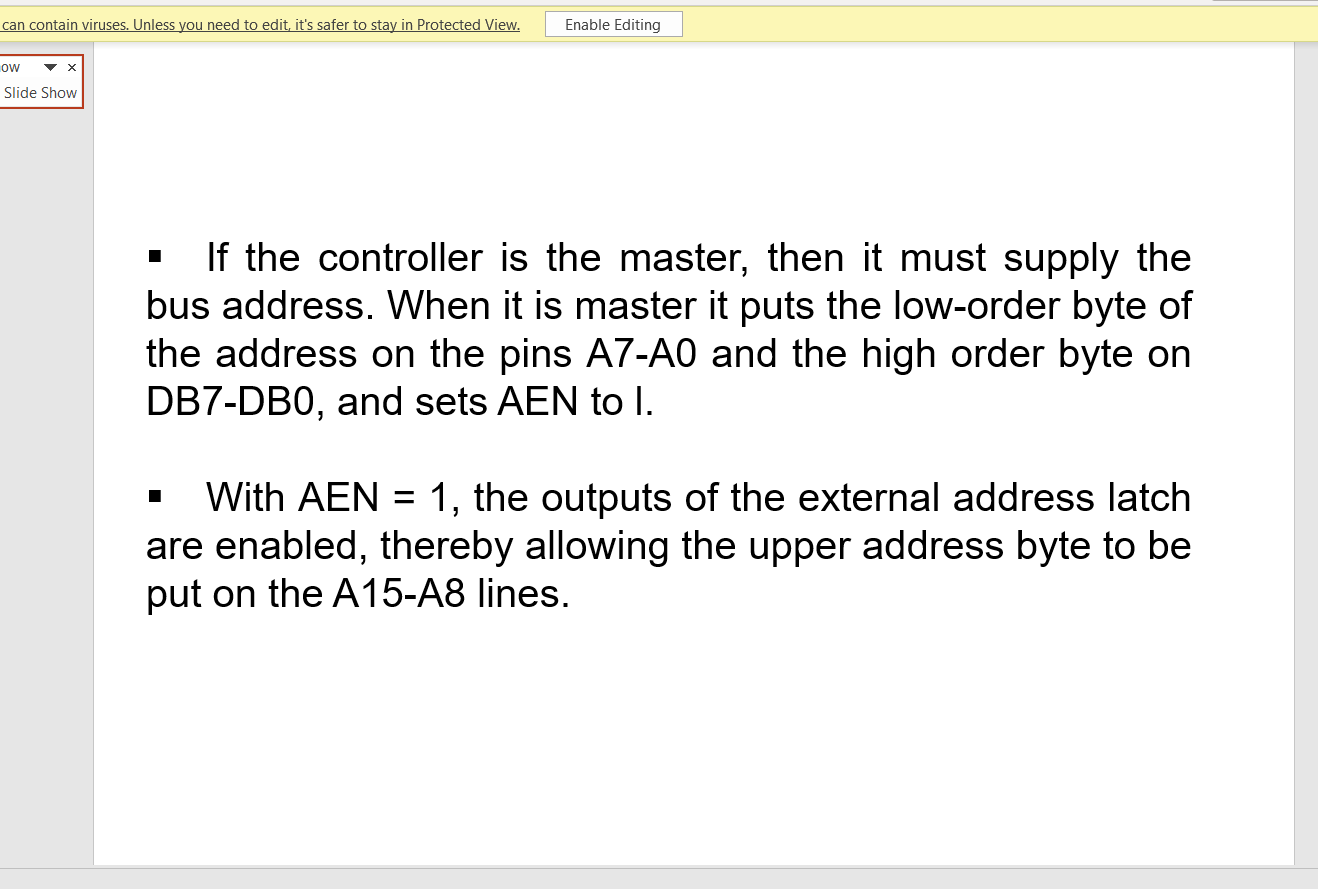 can contain viruses. Unless you need to edit, it's safer to stay in Protected View. Enable Editing
ow
Slide Show
▪ If the controller is the master, then it must supply the
bus address. When it is master it puts the low-order byte of
the address on the pins A7-A0 and the high order byte on
DB7-DB0, and sets AEN to l.
▪ With AEN = 1, the outputs of the external address latch
are enabled, thereby allowing the upper address byte to be
put on the A15-A8 lines.